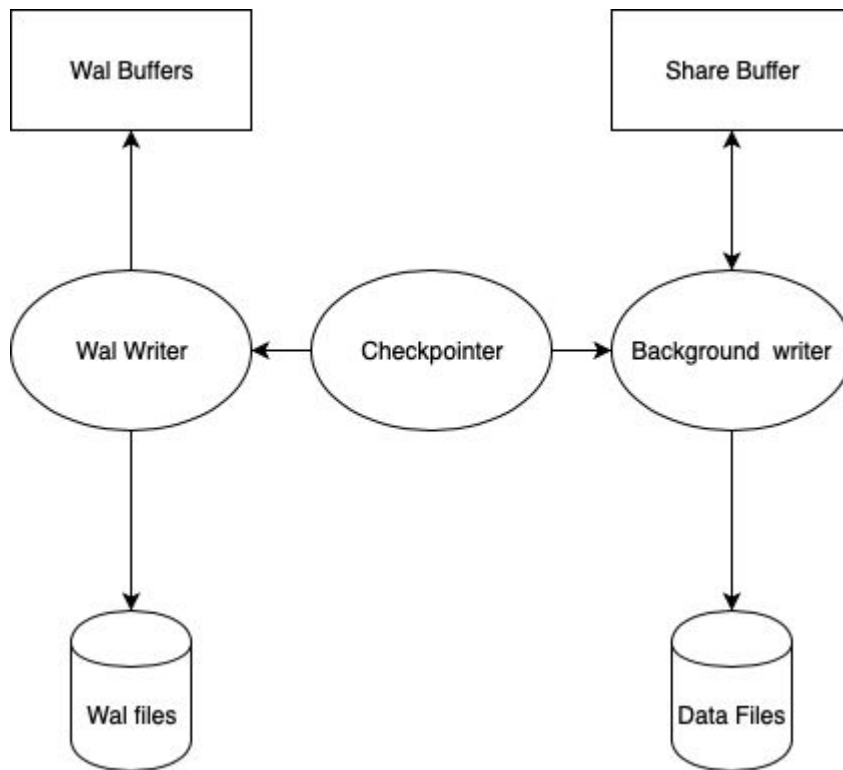 Wal Buffers
Share Buffer
Wal Writer
Checkpointer
Background writer
Wal files
Data Files